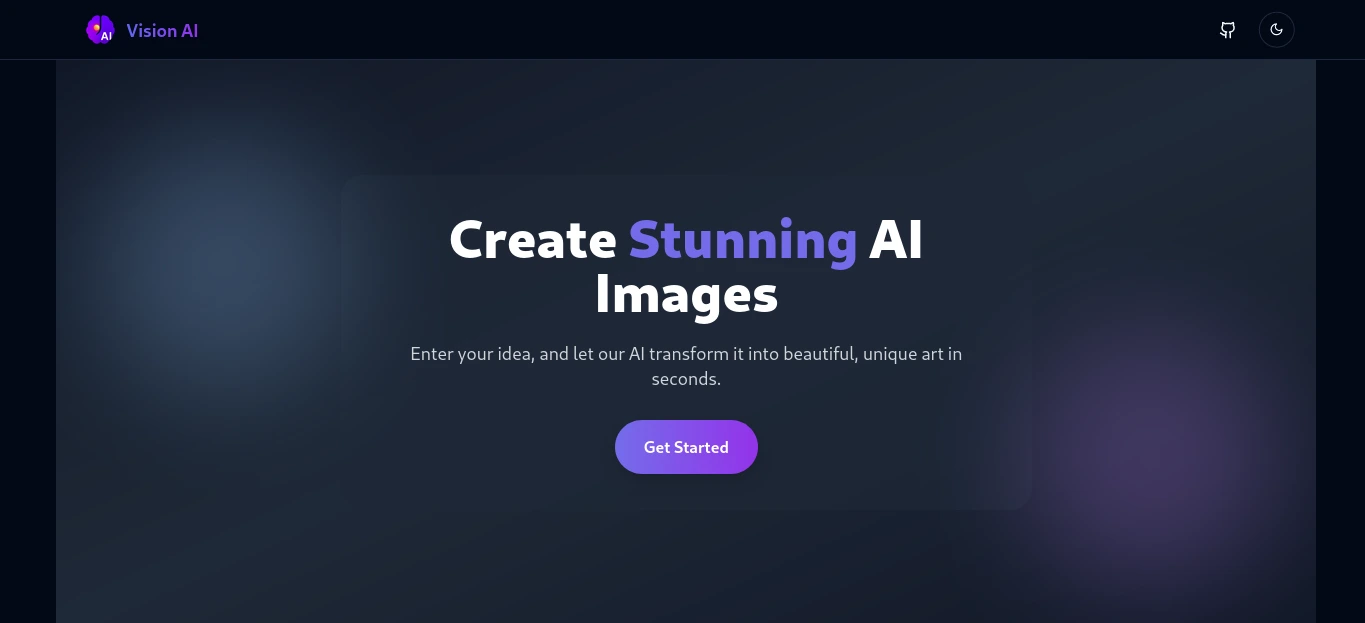 AI
Vision AI
Create Stunning AI
Images
Enter your idea, and let our AI transform it into beautiful, unique art in
seconds.
Get Started